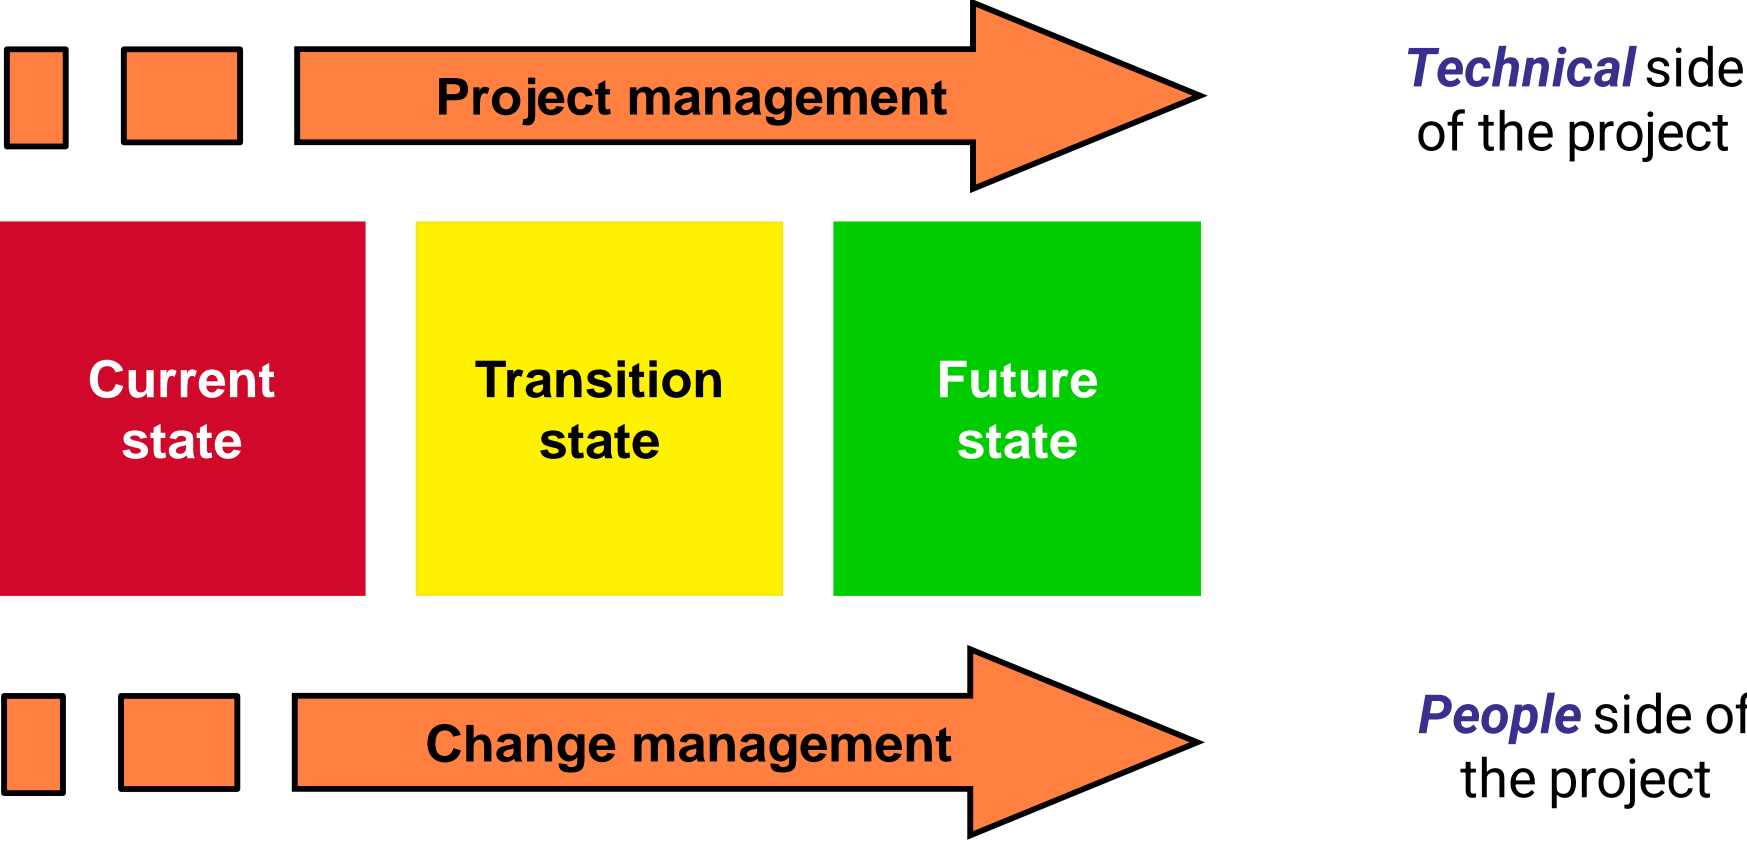 Project management
Technical side
of the project
Current
state
Transition
state
Future
state
Change management
People side of
the project